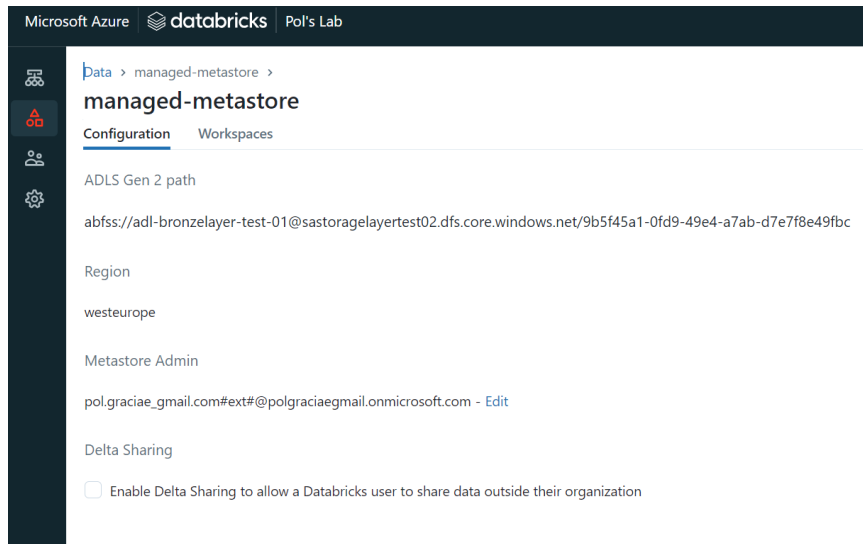 Microsoft Azure databricks Pol's Lab
Data > managed-metastore >
managed-metastore
Configuration Workspaces
ADLS Gen 2 path
abfss://adl-bronzelayer-test-01@sastoragelayertest02.dfs.core.windows.net/9b5f45a1-0fd9-49e4-a7ab-d7e7f8e49fbc
Region
westeurope
Metastore Admin
pol.graciae_gmail.com#ext#@polgraciaegmail.onmicrosoft.com - Edit
Delta Sharing
Enable Delta Sharing to allow a Databricks user to share data outside their organization